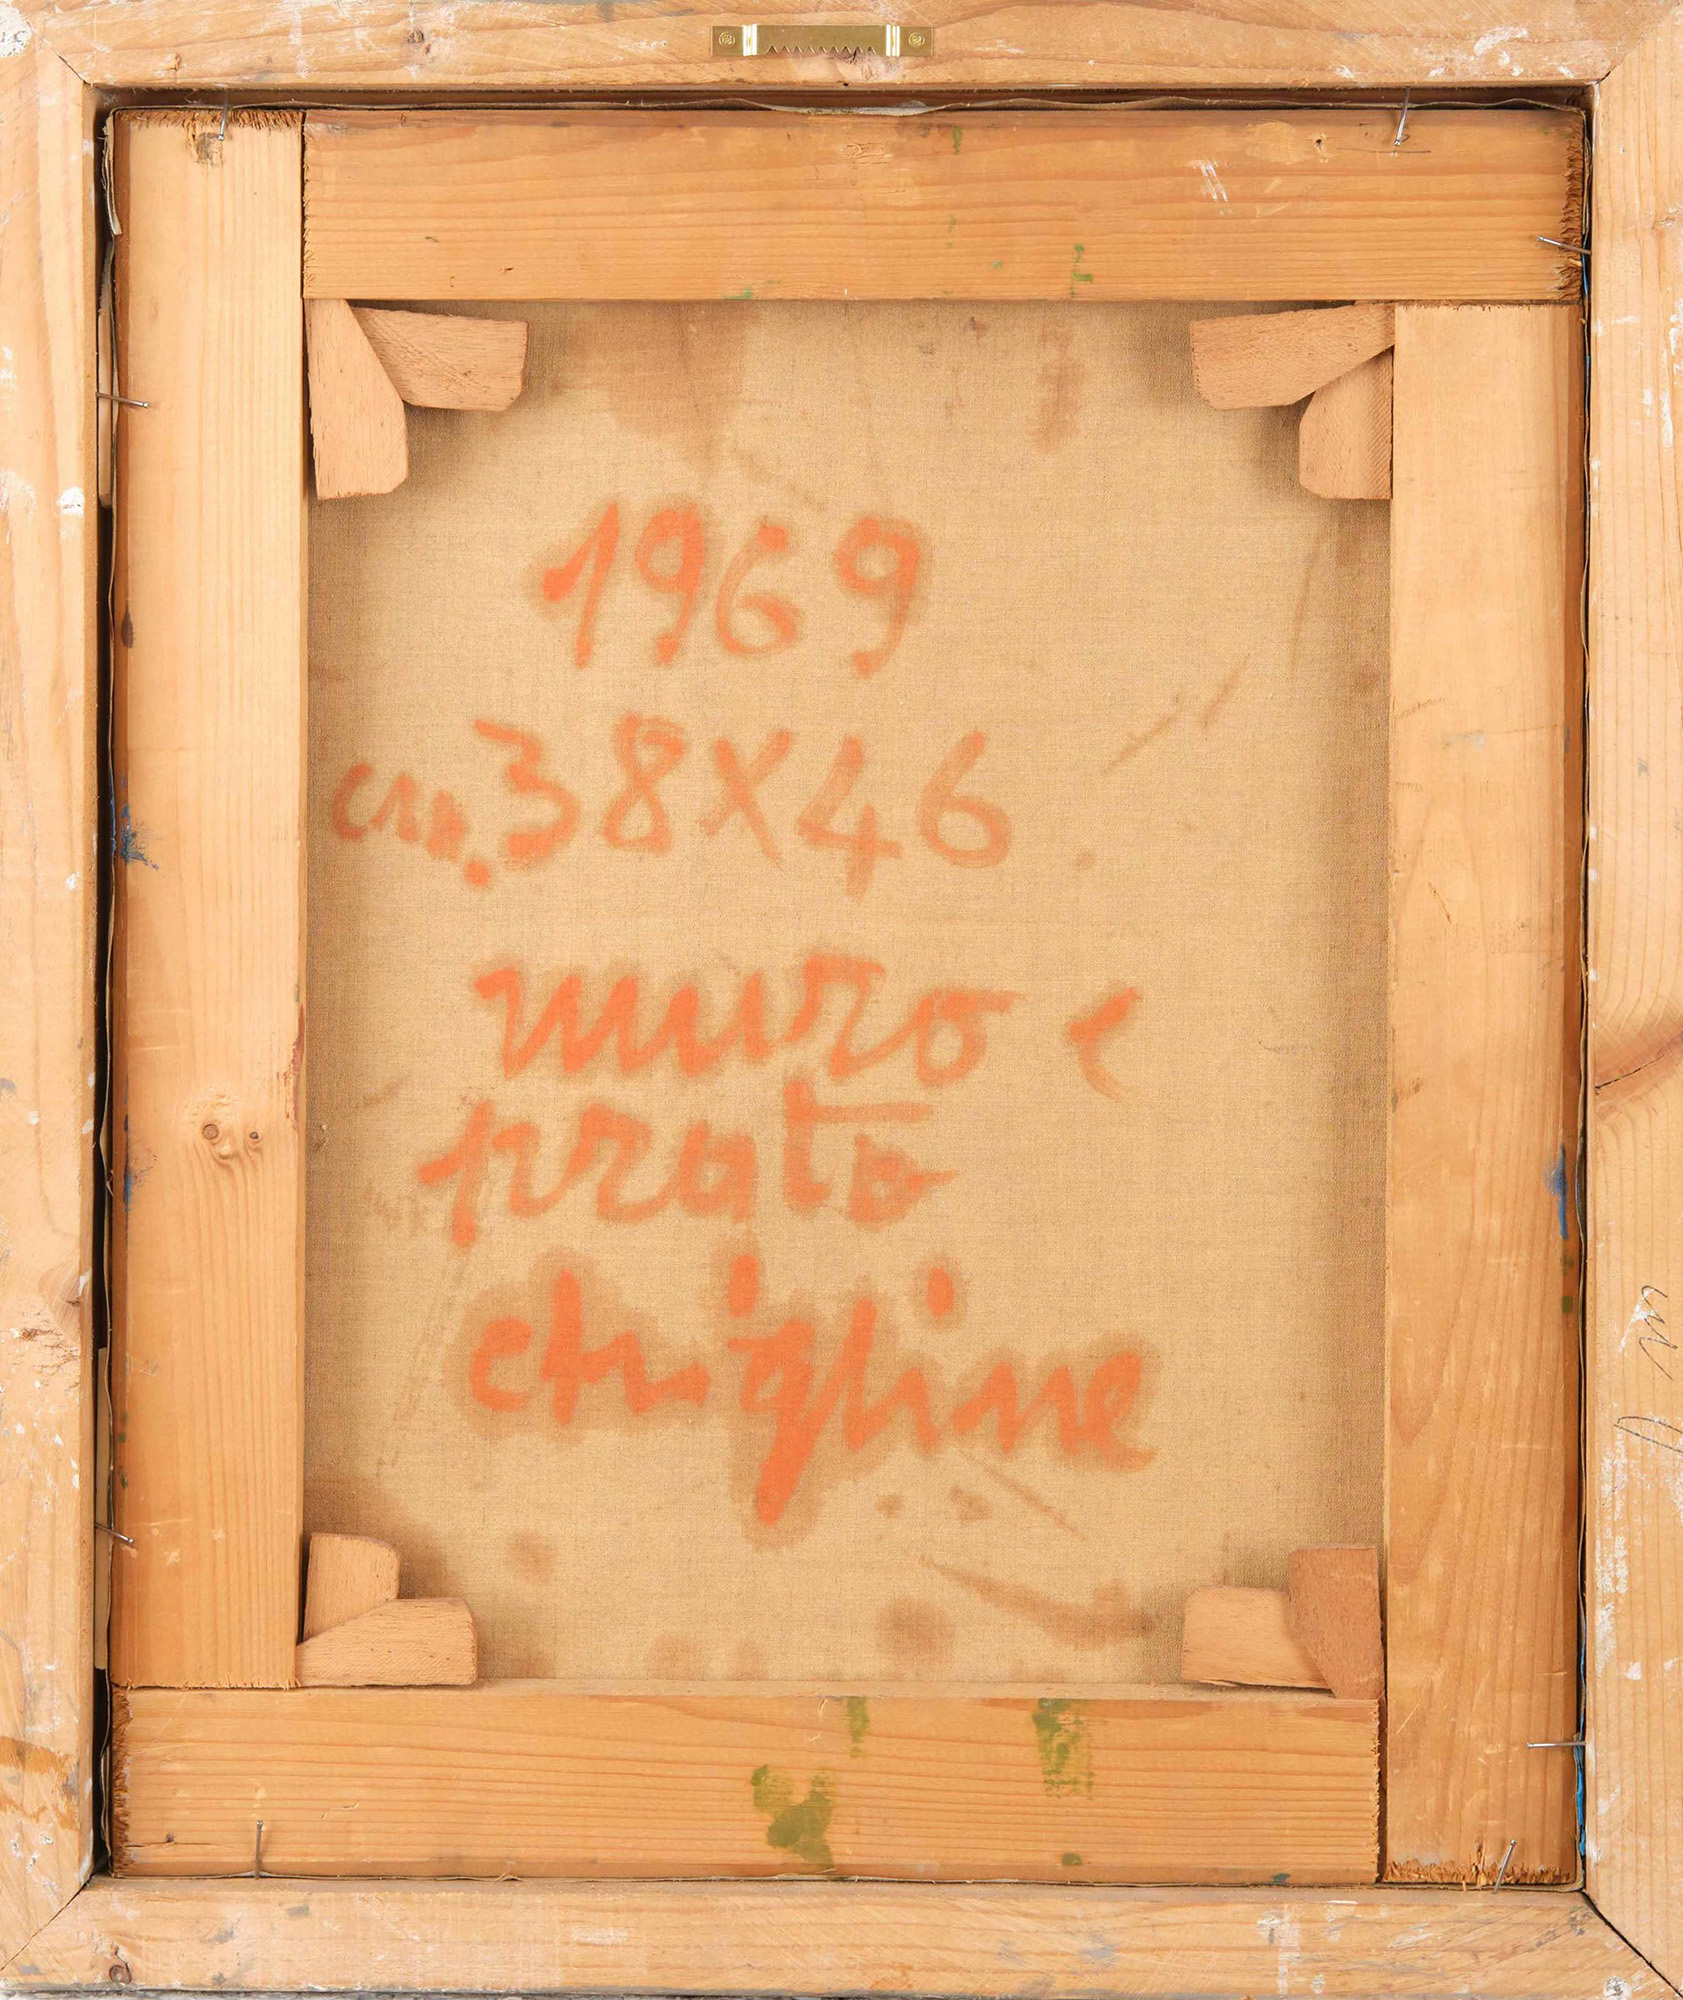 1969
cm. 38X46
muro e
prato
chighine